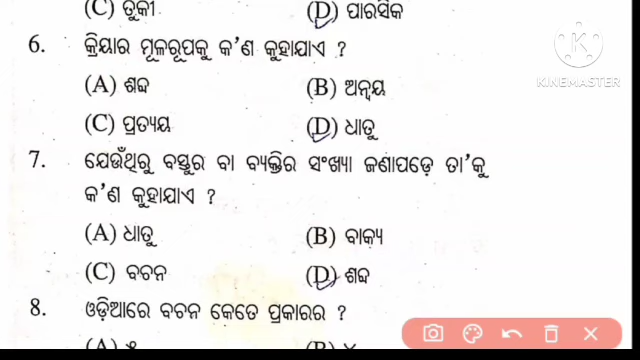 (C) ତୁର୍କୀ (D) ପାରସିକ
6. କ୍ରିୟାର ମୂଳରୂପକୁ କ'ଣ କୁହାଯାଏ ?
(A) ଶବ୍ଦ (B) ଅନ୍ୱୟ
(C) ପ୍ରତ୍ୟୟ (D) ଧାତୁ
7. ଯେଉଁଥିରୁ ବସ୍ତୁର ବା ବ୍ୟକ୍ତିର ସଂଖ୍ୟା ଜଣାପଡ଼େ ତା'କୁ
କ'ଣ କୁହାଯାଏ ?
(A) ଧାତୁ (B) ବାକ୍ୟ
(C) ବଚନ (D) ଶବ୍ଦ
8. ଓଡ଼ିଆରେ ବଚନ କେତେ ପ୍ରକାରର ?
(A) (B)
KINEMASTER